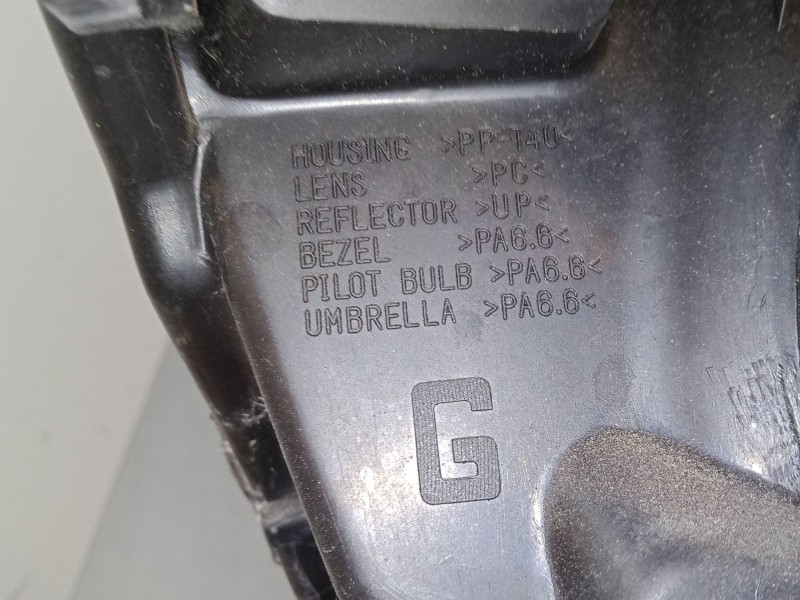 HOUSING >PP-T40<
LENS >PC<
REFLECTOR >UP<
BEZEL >PA6.6<
PILOT BULB >PA6.6<
UMBRELLA >PA6.6<
G